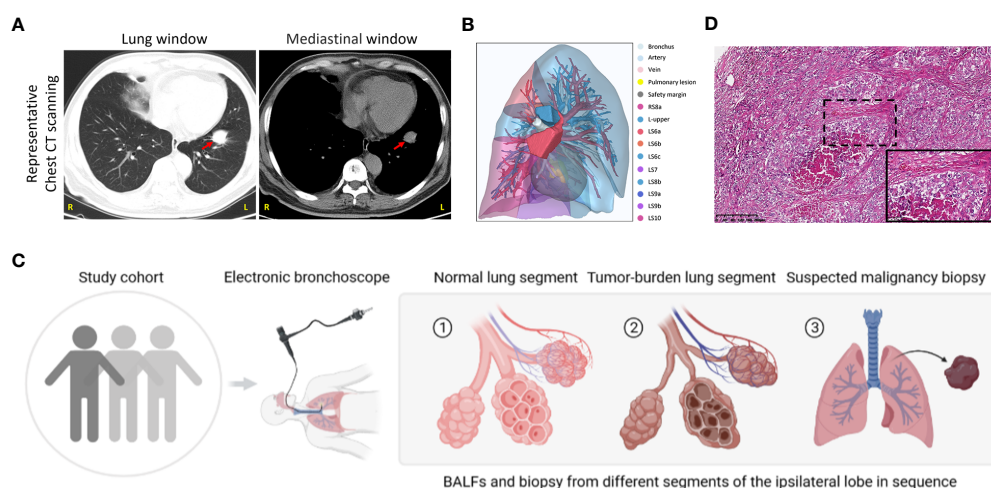 A
Lung window
Mediastinal window
Representative
Chest CT scanning
R
L
R
L
B
Bronchus
Artery
Vein
Pulmonary lesion
Safety margin
RS8a
L-upper
LS6a
LS6b
LS6c
LS7
LS8b
LS9a
LS9b
LS10
D
C
Study cohort
Electronic bronchoscope
Normal lung segment
Tumor-burden lung segment
Suspected malignancy biopsy
1
2
3
BALFs and biopsy from different segments of the ipsilateral lobe in sequence